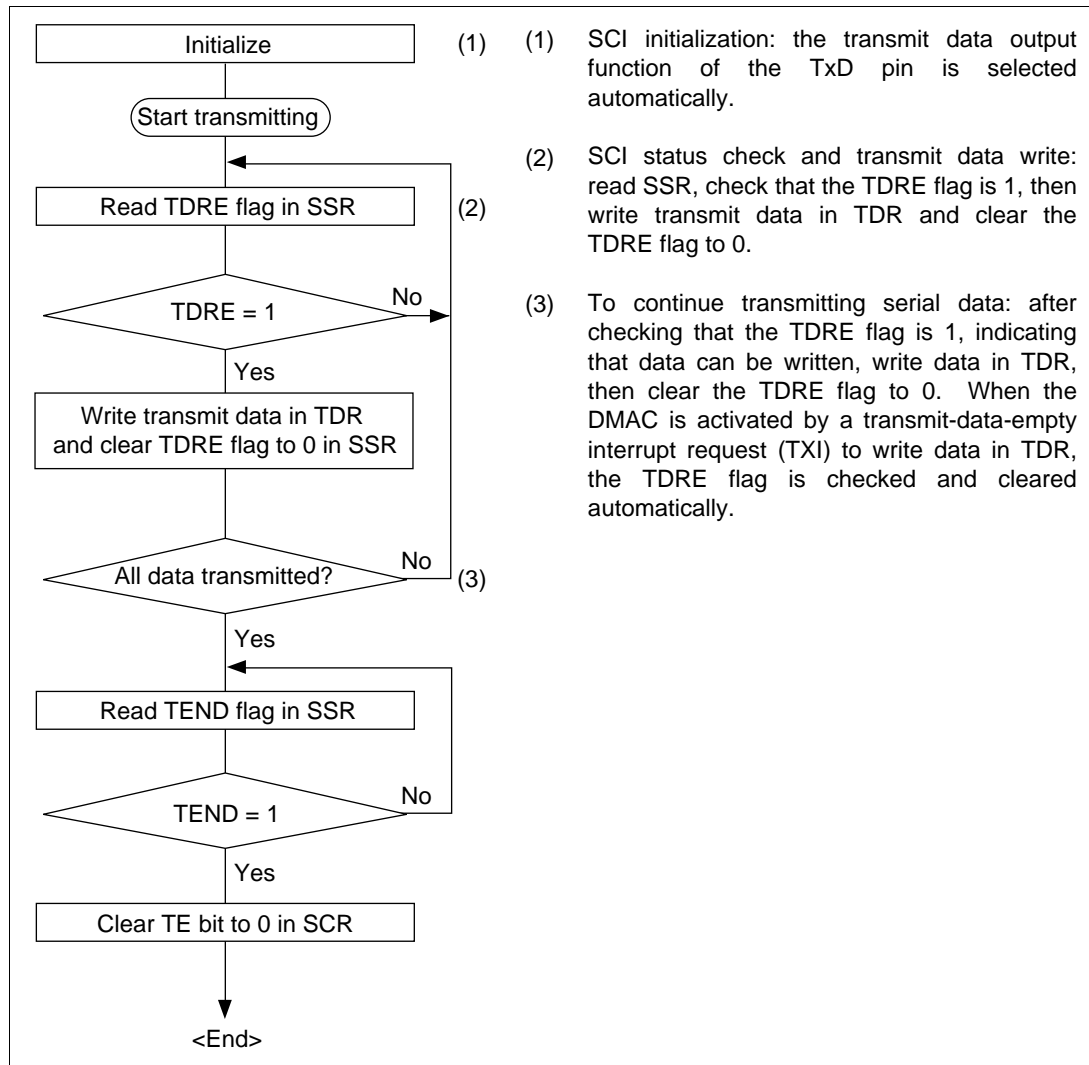 Initialize
(1)
Start transmitting
Read TDRE flag in SSR
(2)
TDRE = 1
No
Yes
Write transmit data in TDR
and clear TDRE flag to 0 in SSR
All data transmitted?
No
(3)
Yes
Read TEND flag in SSR
TEND = 1
No
Yes
Clear TE bit to 0 in SCR
<End>
(1) SCI initialization: the transmit data output
function of the TxD pin is selected
automatically.
(2) SCI status check and transmit data write:
read SSR, check that the TDRE flag is 1, then
write transmit data in TDR and clear the
TDRE flag to 0.
(3) To continue transmitting serial data: after
checking that the TDRE flag is 1, indicating
that data can be written, write data in TDR,
then clear the TDRE flag to 0. When the
DMAC is activated by a transmit-data-empty
interrupt request (TXI) to write data in TDR,
the TDRE flag is checked and cleared
automatically.